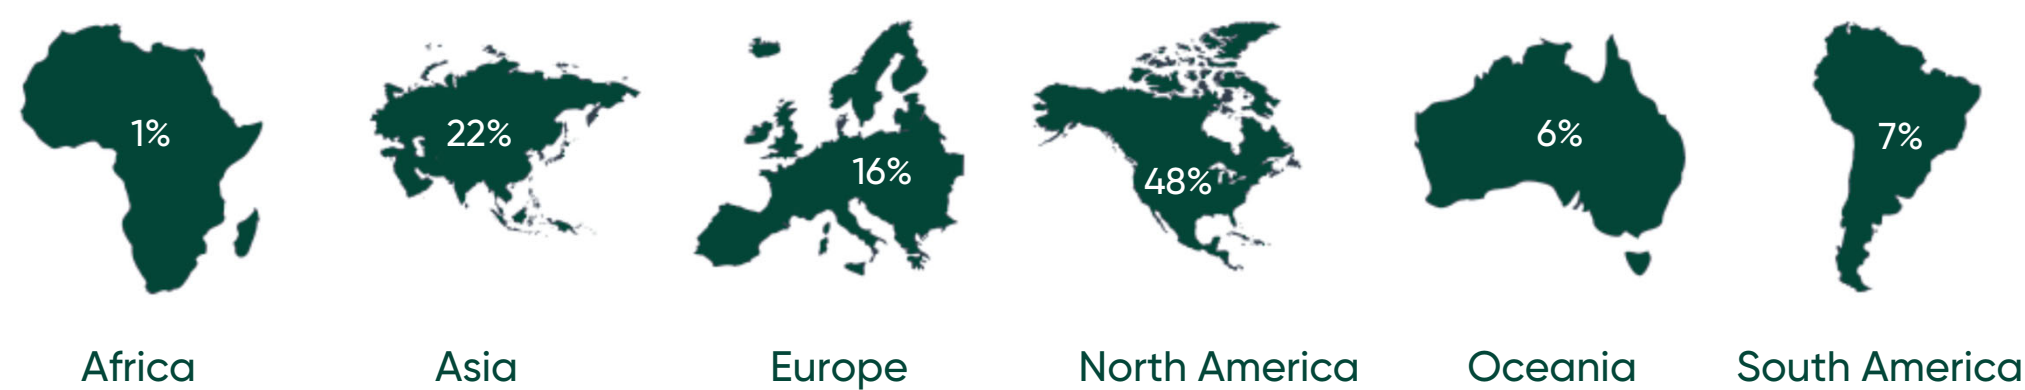 1%
22%
16%
48%
6%
7%
Africa
Asia
Europe
North America
Oceania
South America